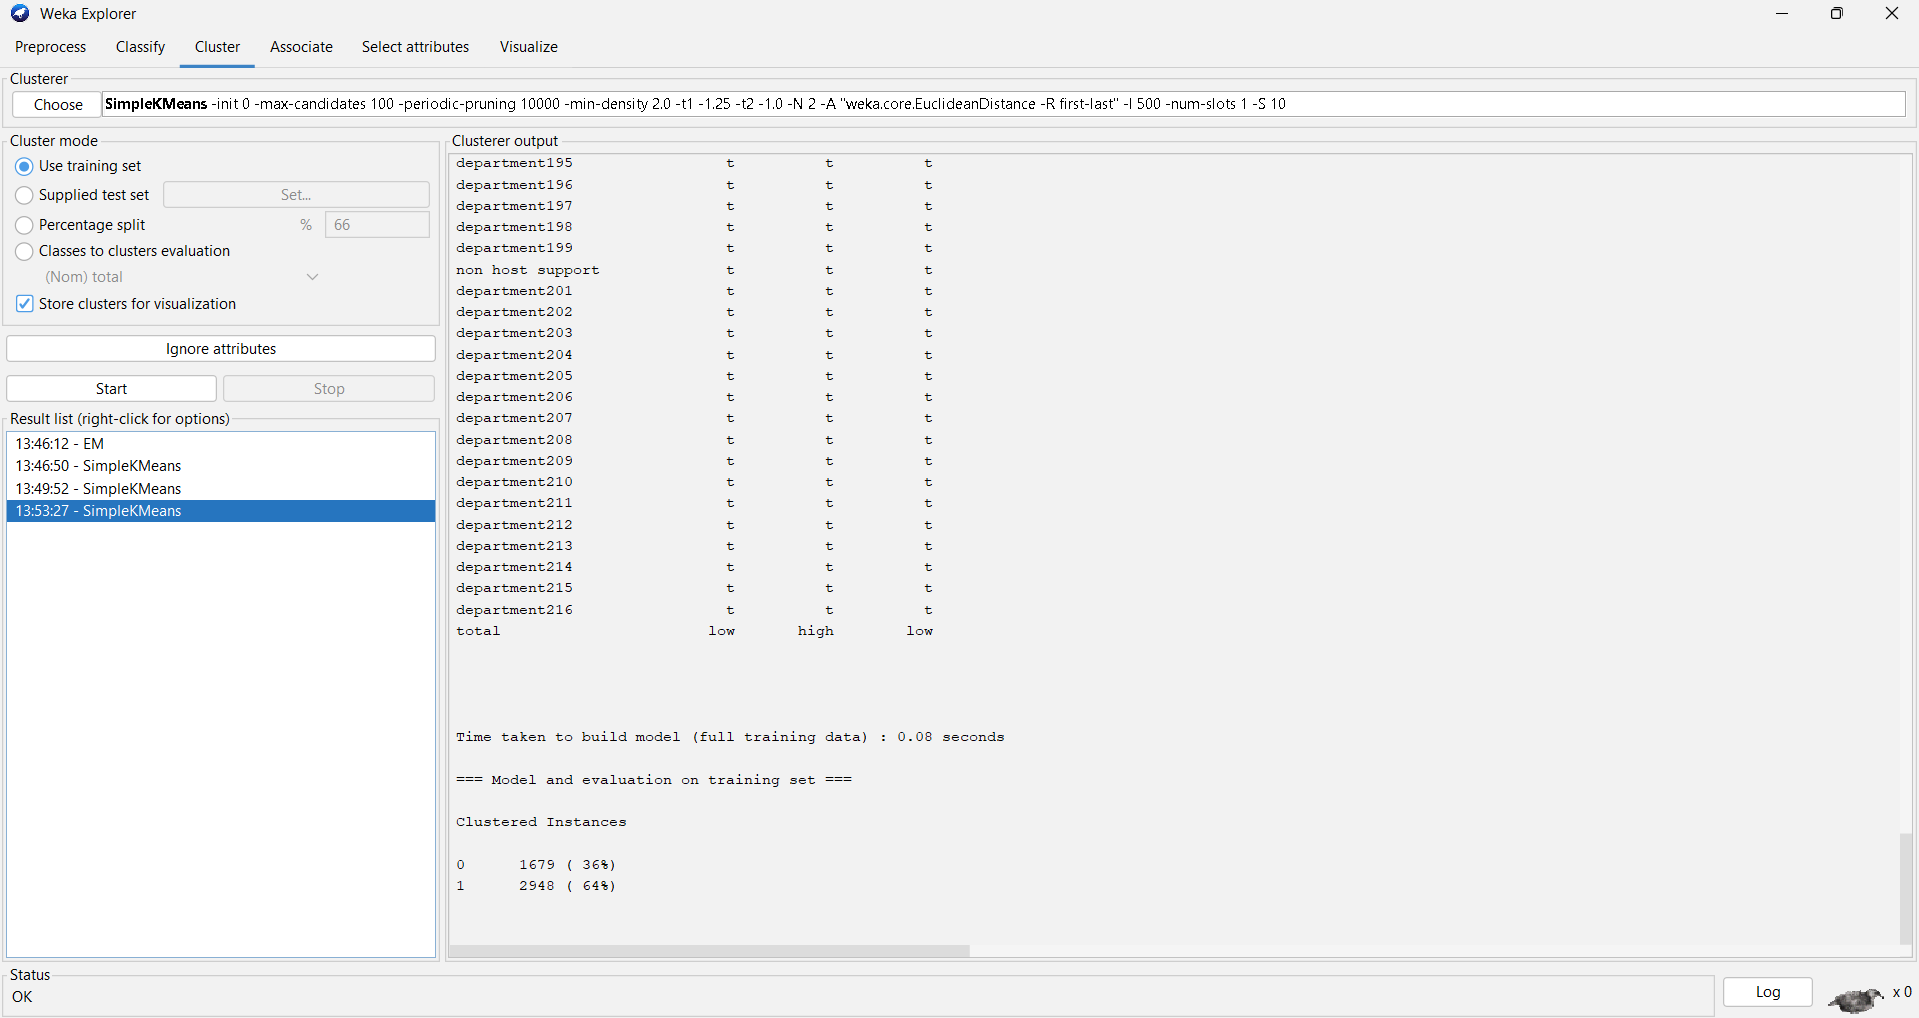 Weka Explorer
Preprocess Classify Cluster Associate Select attributes Visualize
Clusterer
Choose SimpleKMeans -init 0 -max-candidates 100 -periodic-pruning 10000 -min-density 2.0 -t1 -1.25 -t2 -1.0 -N 2 -A "weka.core.EuclideanDistance -R first-last" -I 500 -num-slots 1 -S 10
Cluster mode
Use training set
Supplied test set Set...
Percentage split % 66
Classes to clusters evaluation
(Nom) total
Store clusters for visualization
Ignore attributes
Start Stop
Result list (right-click for options)
13:46:12 - EM
13:46:50 - SimpleKMeans
13:49:52 - SimpleKMeans
13:53:27 - SimpleKMeans
Clusterer output
department195 t t t
department196 t t t
department197 t t t
department198 t t t
department199 t t t
non host support t t t
department201 t t t
department202 t t t
department203 t t t
department204 t t t
department205 t t t
department206 t t t
department207 t t t
department208 t t t
department209 t t t
department210 t t t
department211 t t t
department212 t t t
department213 t t t
department214 t t t
department215 t t t
department216 t t t
total low high low
Time taken to build model (full training data) : 0.08 seconds
=== Model and evaluation on training set ===
Clustered Instances
0 1679 ( 36%)
1 2948 ( 64%)
Status
OK
Log x 0